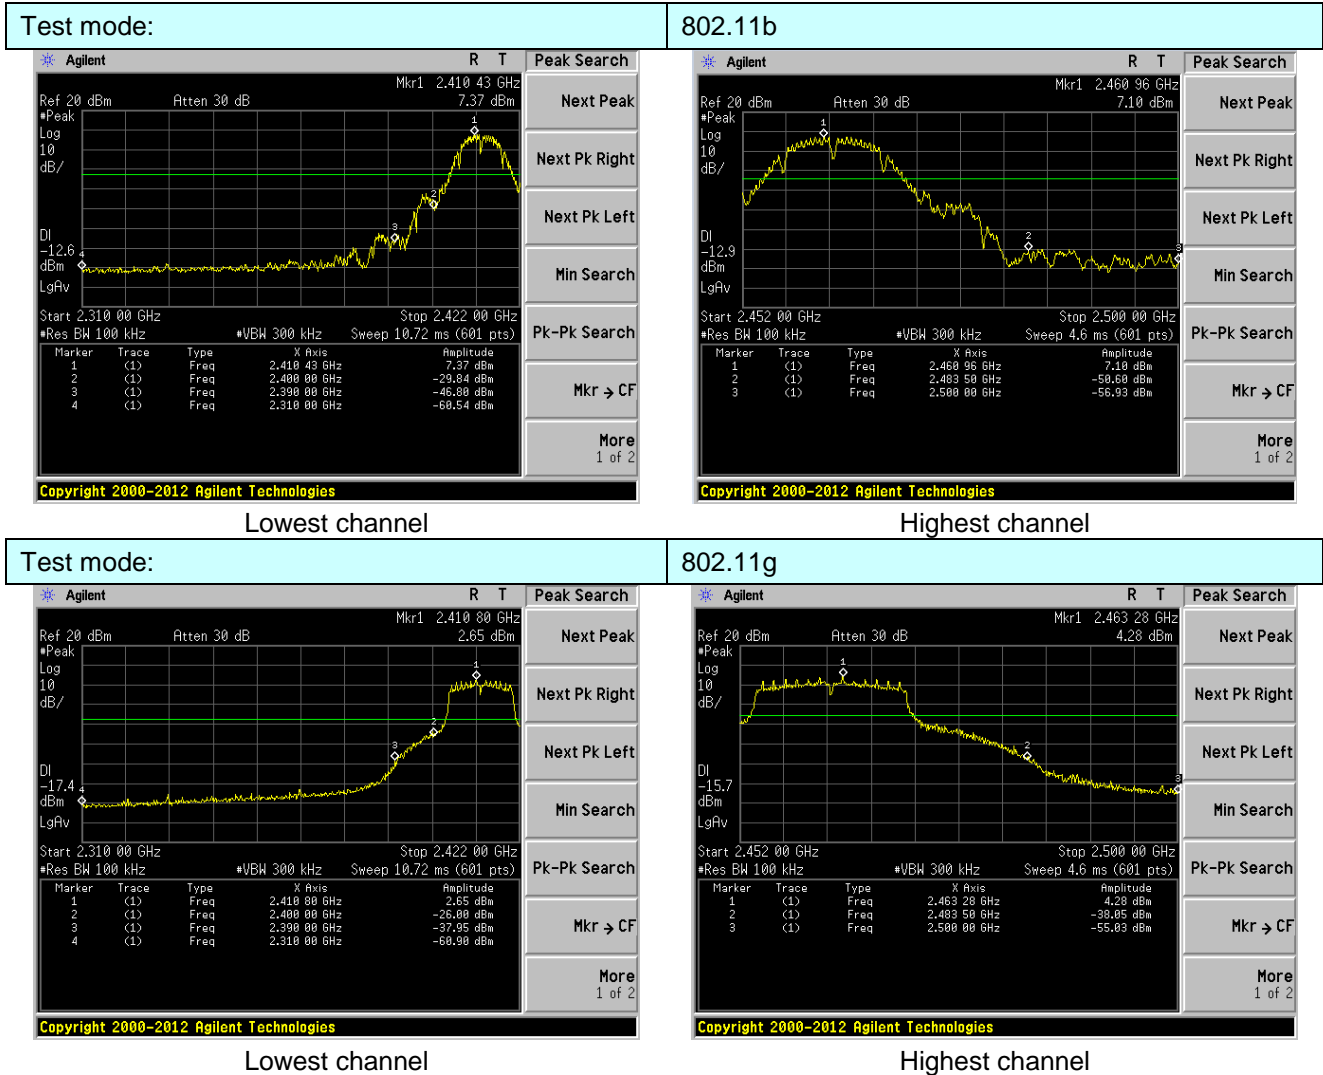 Test mode: 802.11b
Agilent R T Peak Search
Mkr1 2.410 43 GHz
Ref 20 dBm Atten 30 dB 7.37 dBm
#Peak
Log
10
dB/
DI
-12.6
dBm
LgAv
1
2
3
4
Start 2.310 00 GHz Stop 2.422 00 GHz
#Res BW 100 kHz #VBW 300 kHz Sweep 10.72 ms (601 pts)
Marker Trace Type X Axis Amplitude
1 (1) Freq 2.410 43 GHz 7.37 dBm
2 (1) Freq 2.400 00 GHz -29.84 dBm
3 (1) Freq 2.390 00 GHz -46.80 dBm
4 (1) Freq 2.310 00 GHz -60.54 dBm
Next Peak
Next Pk Right
Next Pk Left
Min Search
Pk-Pk Search
Mkr → CF
More
1 of 2
Copyright 2000-2012 Agilent Technologies
Lowest channel
Agilent R T Peak Search
Mkr1 2.460 96 GHz
Ref 20 dBm Atten 30 dB 7.10 dBm
#Peak
Log
10
dB/
DI
-12.9
dBm
LgAv
1
2
3
Start 2.452 00 GHz Stop 2.500 00 GHz
#Res BW 100 kHz #VBW 300 kHz Sweep 4.6 ms (601 pts)
Marker Trace Type X Axis Amplitude
1 (1) Freq 2.460 96 GHz 7.10 dBm
2 (1) Freq 2.483 50 GHz -50.60 dBm
3 (1) Freq 2.500 00 GHz -56.93 dBm
Next Peak
Next Pk Right
Next Pk Left
Min Search
Pk-Pk Search
Mkr → CF
More
1 of 2
Copyright 2000-2012 Agilent Technologies
Highest channel
Test mode: 802.11g
Agilent R T Peak Search
Mkr1 2.410 80 GHz
Ref 20 dBm Atten 30 dB 2.65 dBm
#Peak
Log
10
dB/
DI
-17.4
dBm
LgAv
1
2
3
4
Start 2.310 00 GHz Stop 2.422 00 GHz
#Res BW 100 kHz #VBW 300 kHz Sweep 10.72 ms (601 pts)
Marker Trace Type X Axis Amplitude
1 (1) Freq 2.410 80 GHz 2.65 dBm
2 (1) Freq 2.400 00 GHz -26.00 dBm
3 (1) Freq 2.390 00 GHz -37.95 dBm
4 (1) Freq 2.310 00 GHz -60.90 dBm
Next Peak
Next Pk Right
Next Pk Left
Min Search
Pk-Pk Search
Mkr → CF
More
1 of 2
Copyright 2000-2012 Agilent Technologies
Lowest channel
Agilent R T Peak Search
Mkr1 2.463 28 GHz
Ref 20 dBm Atten 30 dB 4.28 dBm
#Peak
Log
10
dB/
DI
-15.7
dBm
LgAv
1
2
3
Start 2.452 00 GHz Stop 2.500 00 GHz
#Res BW 100 kHz #VBW 300 kHz Sweep 4.6 ms (601 pts)
Marker Trace Type X Axis Amplitude
1 (1) Freq 2.463 28 GHz 4.28 dBm
2 (1) Freq 2.483 50 GHz -38.05 dBm
3 (1) Freq 2.500 00 GHz -55.03 dBm
Next Peak
Next Pk Right
Next Pk Left
Min Search
Pk-Pk Search
Mkr → CF
More
1 of 2
Copyright 2000-2012 Agilent Technologies
Highest channel